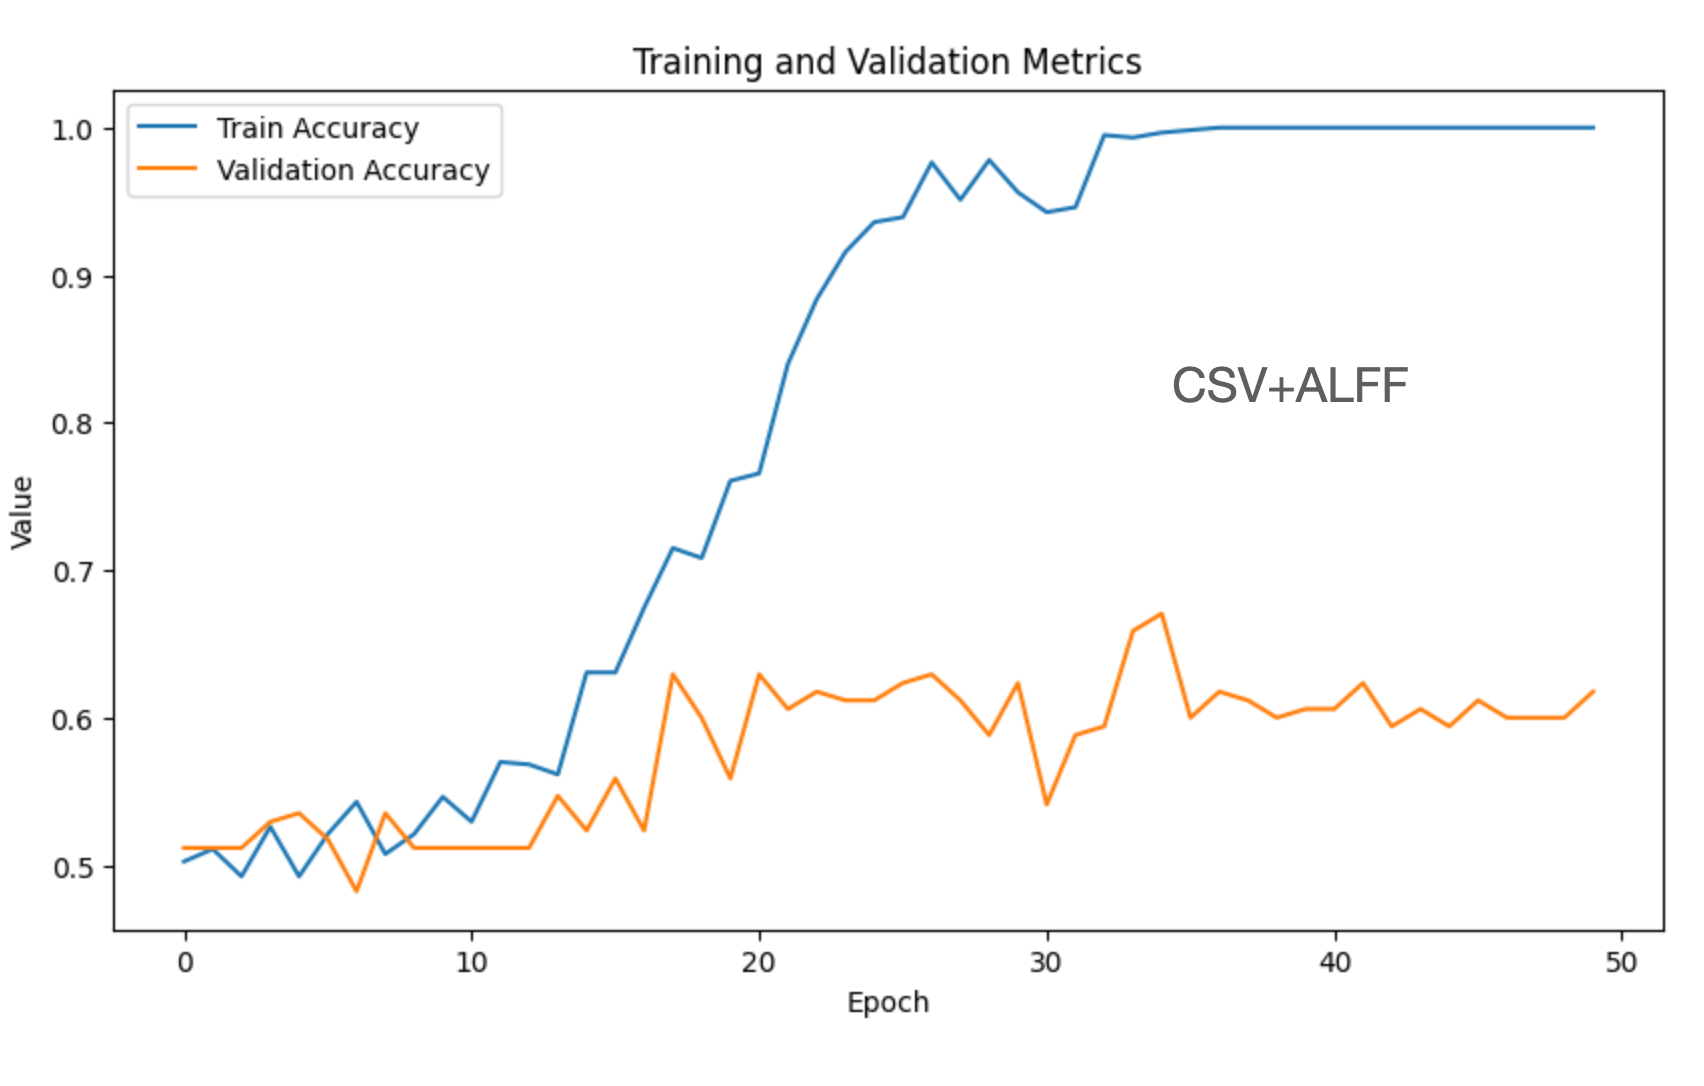 Training and Validation Metrics
Train Accuracy
Validation Accuracy
1.0
0.9
0.8
0.7
0.6
0.5
Value
CSV+ALFF
0 10 20 30 40 50
Epoch